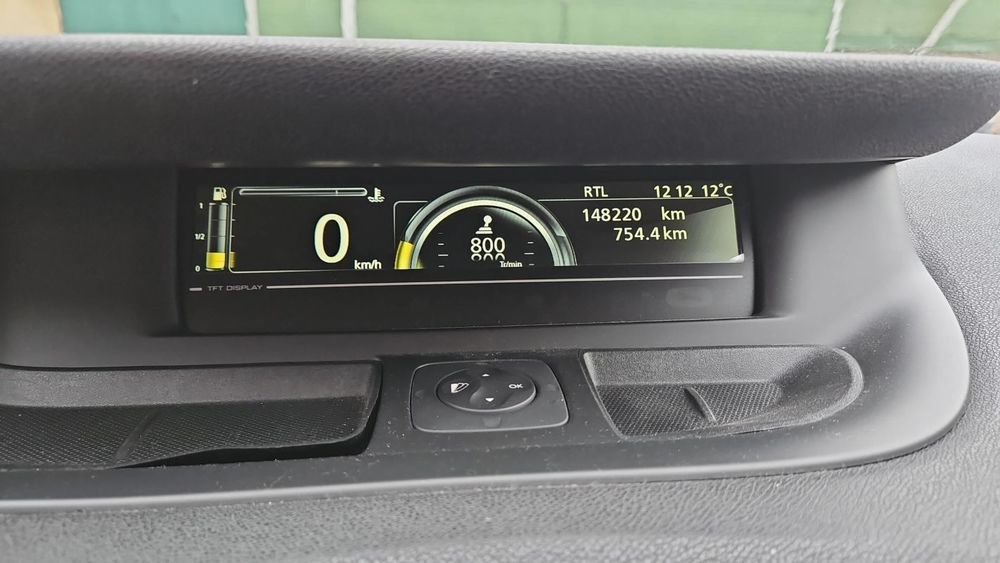 RTL 12 12 12°C
148220 km
754.4 km
1
1/2
0
0
km/h
800
800
Tr/min
TFT DISPLAY
OK